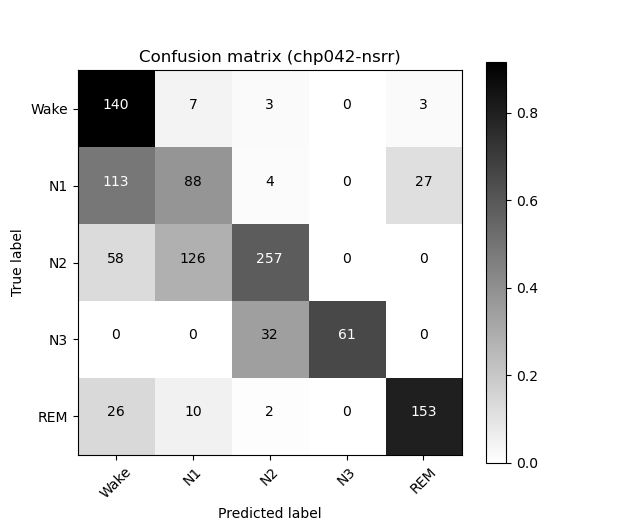 Confusion matrix (chp042-nsrr)
Wake 140 7 3 0 3
N1 113 88 4 0 27
N2 58 126 257 0 0
N3 0 0 32 61 0
REM 26 10 2 0 153
Wake N1 N2 N3 REM
Predicted label
True label
0.8
0.6
0.4
0.2
0.0